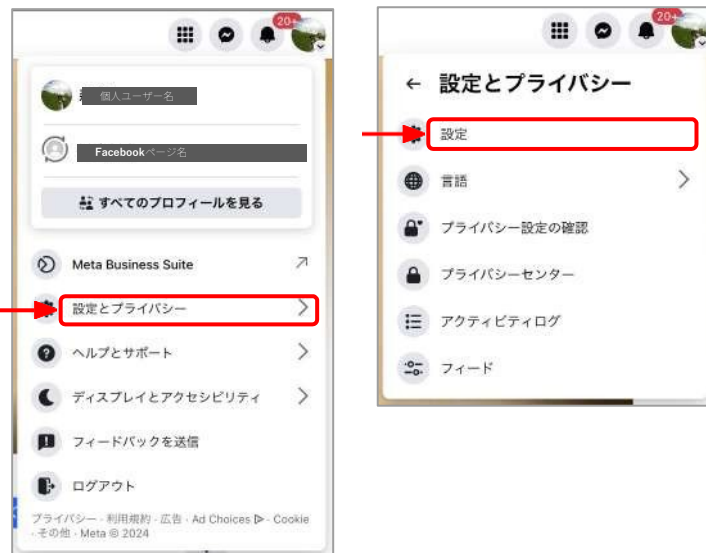 20+
個人ユーザー名
Facebookページ名
すべてのプロフィールを見る
Meta Business Suite
設定とプライバシー
ヘルプとサポート
ディスプレイとアクセシビリティ
フィードバックを送信
ログアウト
プライバシー · 利用規約 · 広告 · Ad Choices · Cookie
· その他 · Meta © 2024
20+
設定とプライバシー
設定
言語
プライバシー設定の確認
プライバシーセンター
アクティビティログ
フィード